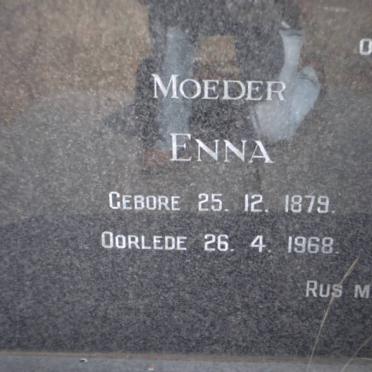 MOEDER
ENNA
GEBORE 25. 12. 1879.
OORLEDE 26. 4. 1968.
RUS